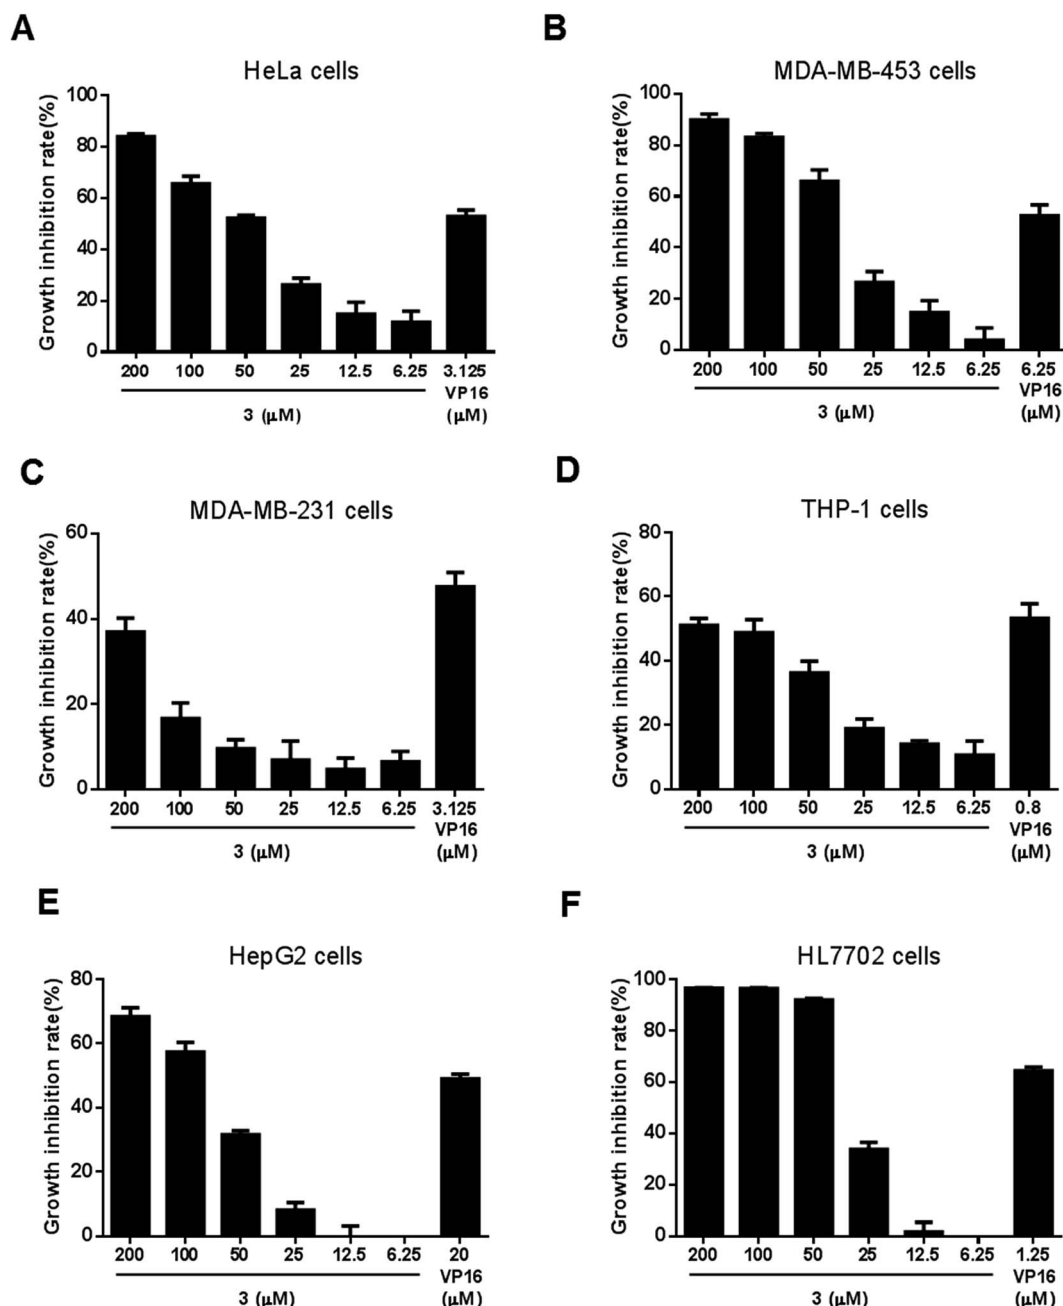 A
HeLa cells
Growth inhibition rate(%)
100
80
60
40
20
0
200 100 50 25 12.5 6.25 3.125
VP16
3 (μM) (μM)
B
MDA-MB-453 cells
Growth inhibition rate(%)
100
80
60
40
20
0
200 100 50 25 12.5 6.25 6.25
VP16
3 (μM) (μM)
C
MDA-MB-231 cells
Growth inhibition rate(%)
60
40
20
0
200 100 50 25 12.5 6.25 3.125
VP16
3 (μM) (μM)
D
THP-1 cells
Growth inhibition rate(%)
80
60
40
20
0
200 100 50 25 12.5 6.25 0.8
VP16
3 (μM) (μM)
E
HepG2 cells
Growth inhibition rate(%)
80
60
40
20
0
200 100 50 25 12.5 6.25 20
VP16
3 (μM) (μM)
F
HL7702 cells
Growth inhibition rate(%)
100
80
60
40
20
0
200 100 50 25 12.5 6.25 1.25
VP16
3 (μM) (μM)